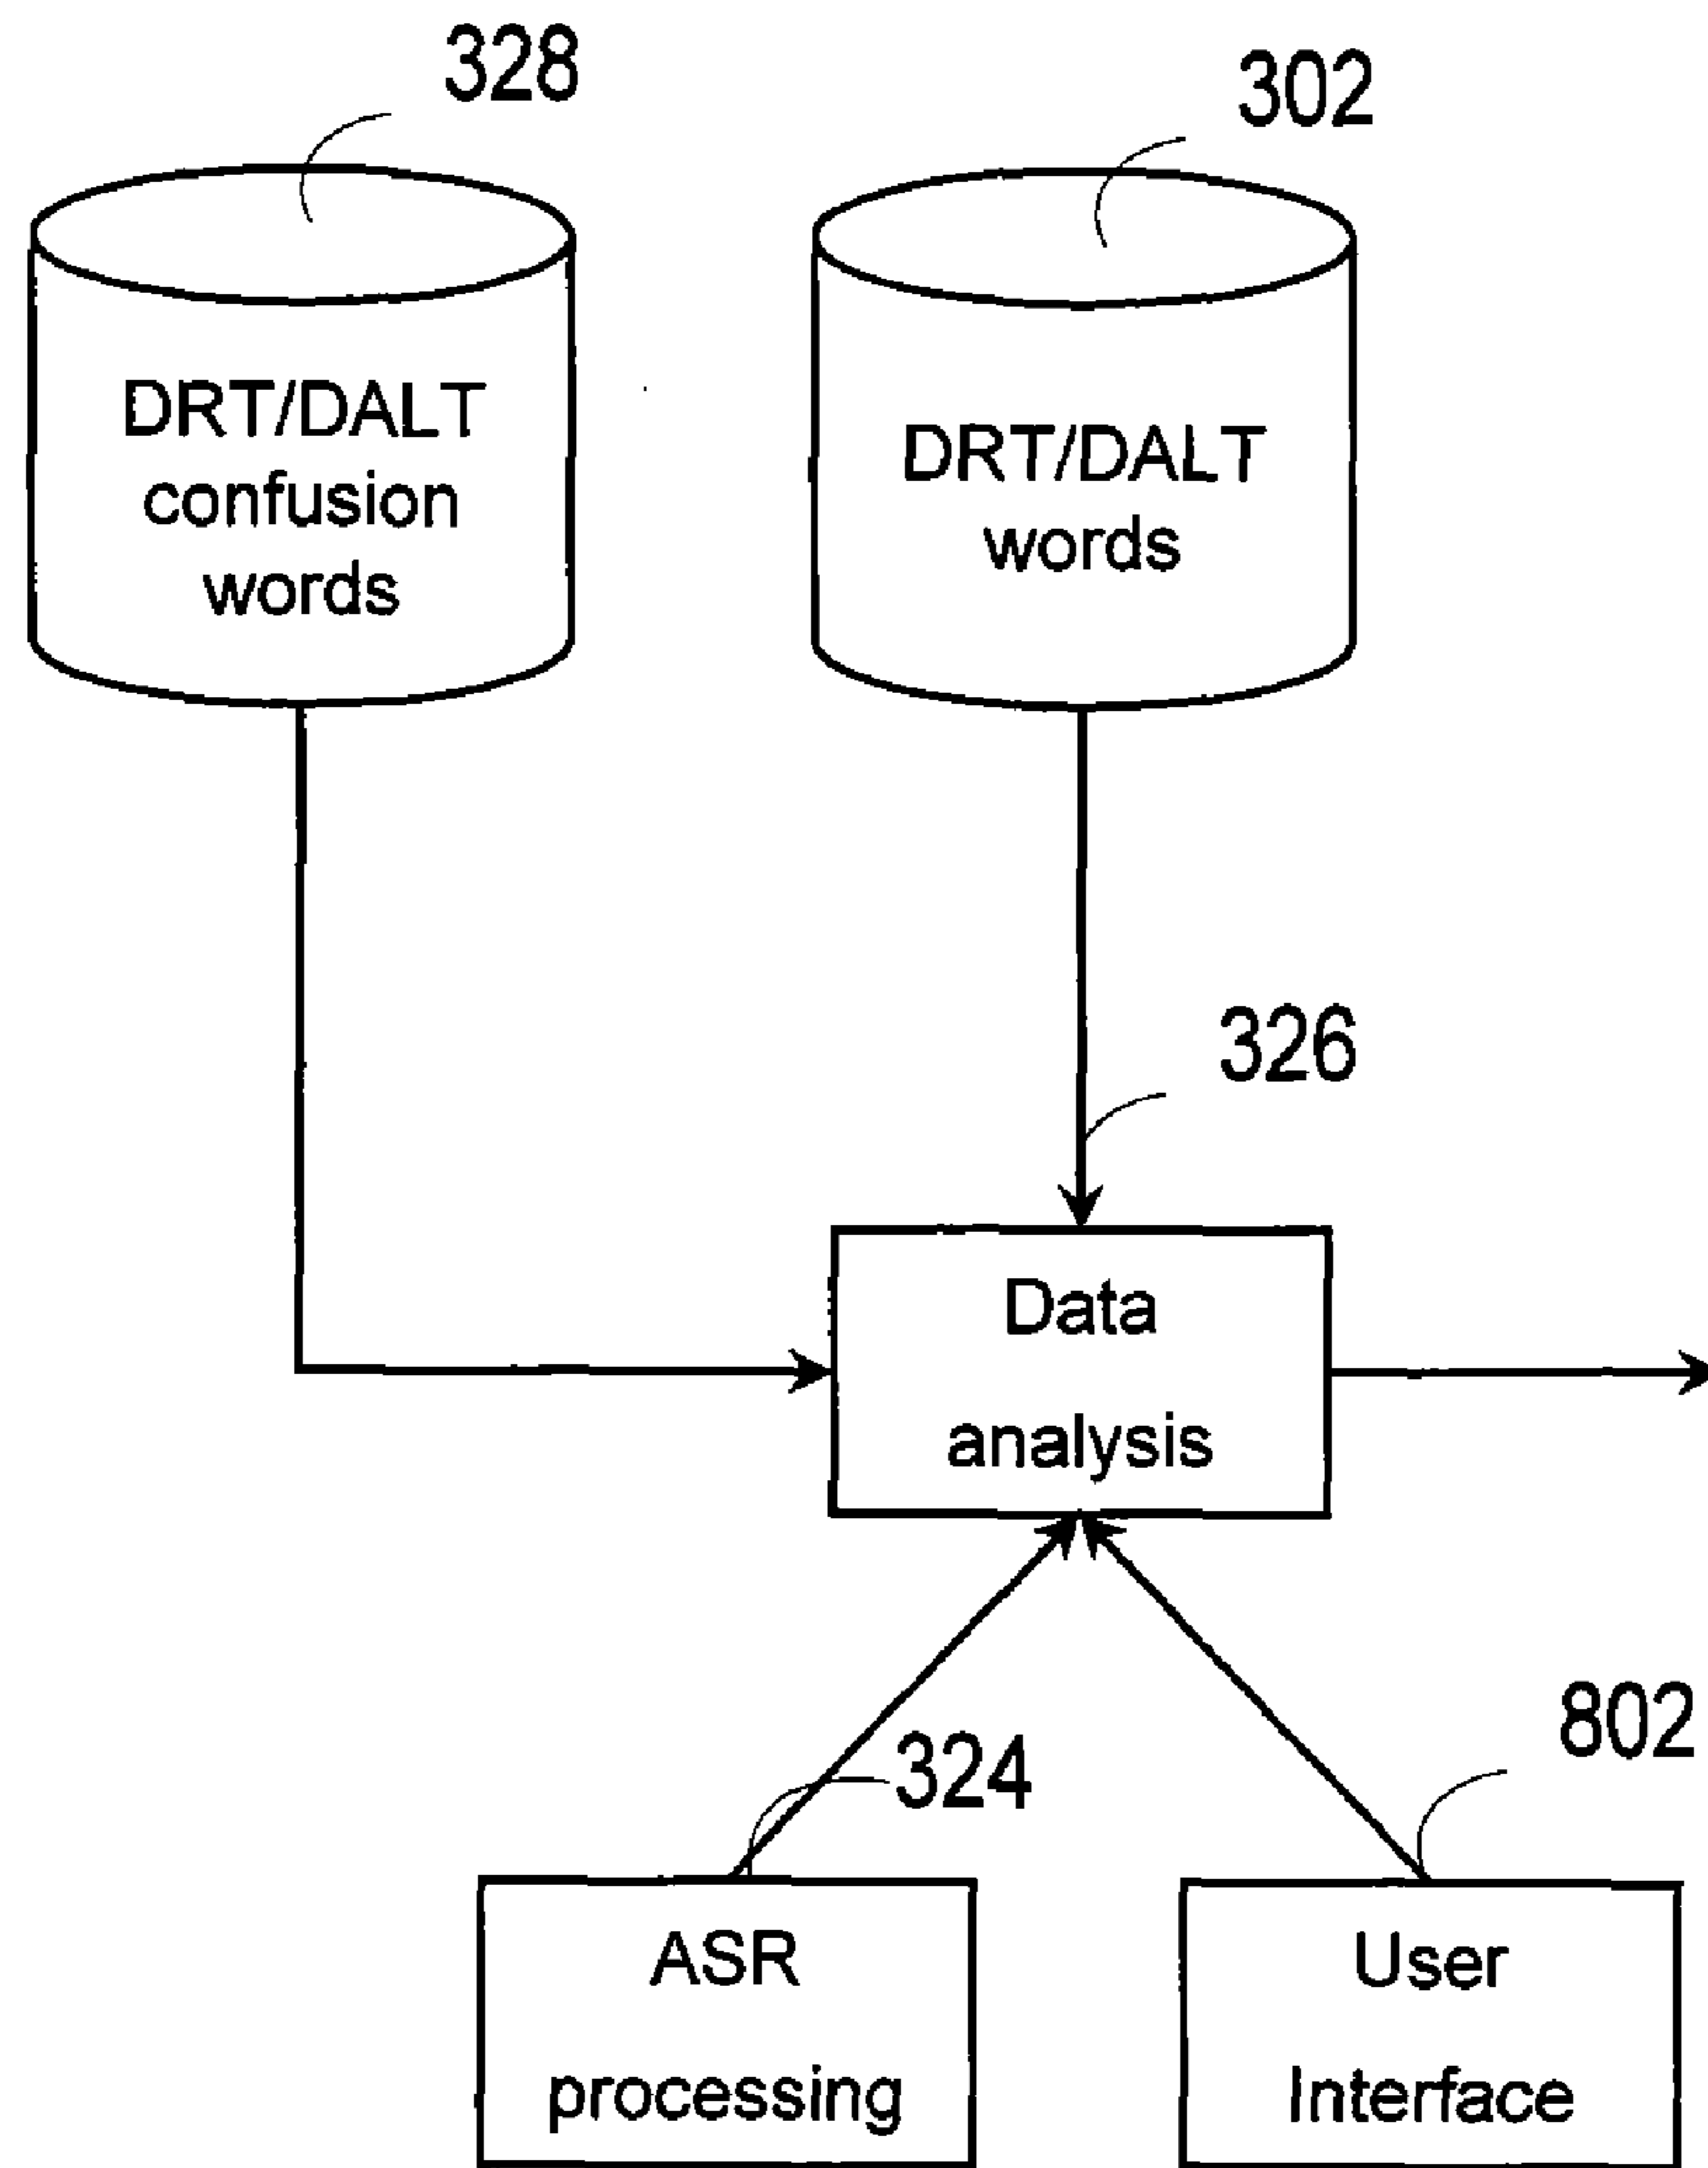 328
302
DRT/DALT
confusion
words
DRT/DALT
words
326
Data
analysis
324
802
ASR
processing
User
Interface